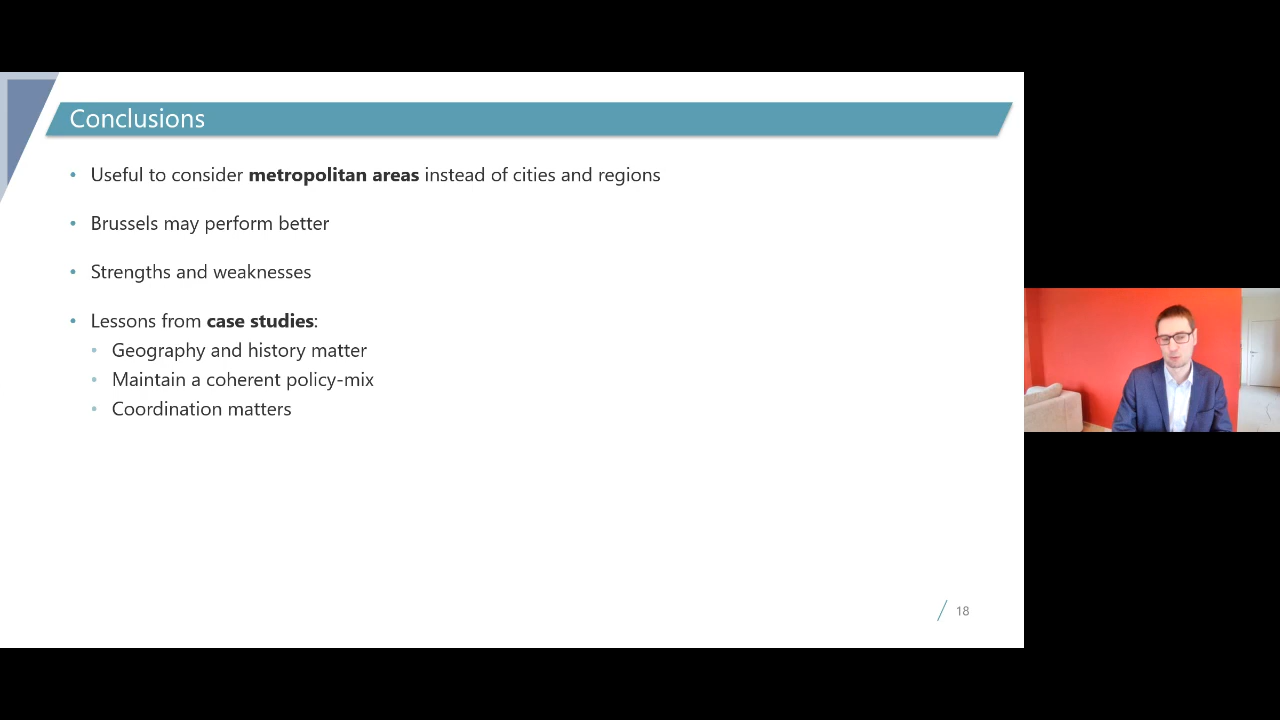 Conclusions
• Useful to consider metropolitan areas instead of cities and regions
• Brussels may perform better
• Strengths and weaknesses
• Lessons from case studies:
• Geography and history matter
• Maintain a coherent policy-mix
• Coordination matters
18